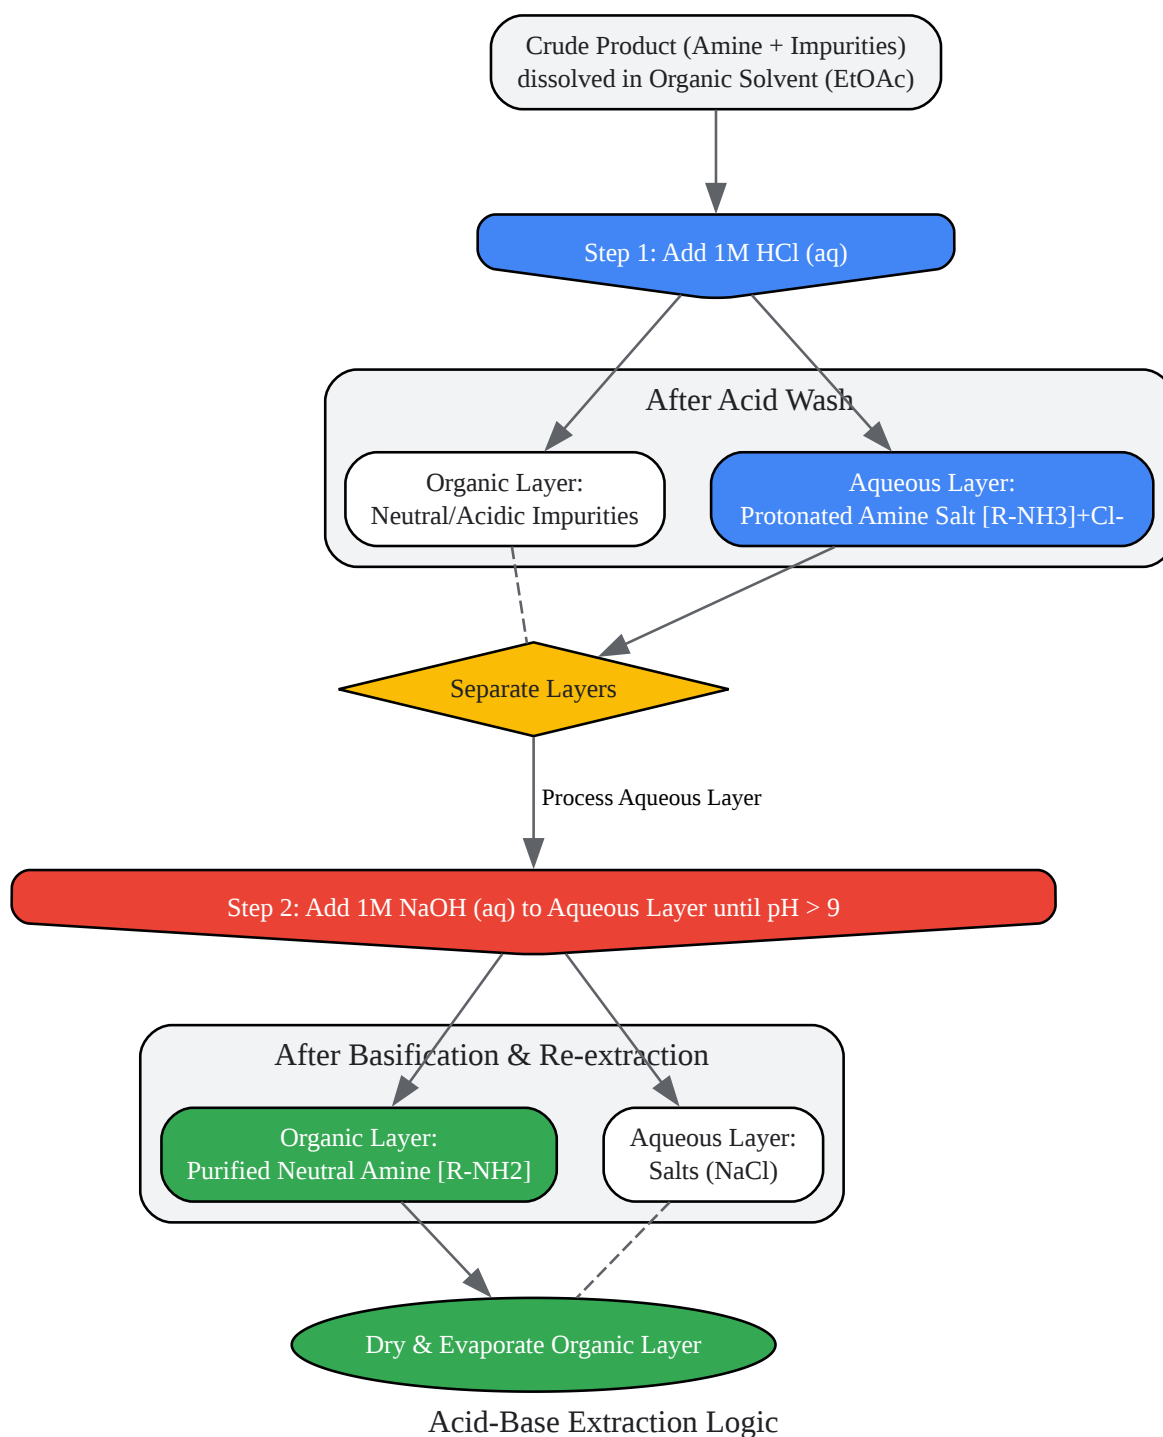 Crude Product (Amine + Impurities)
dissolved in Organic Solvent (EtOAc)
Step 1: Add 1M HCl (aq)
After Acid Wash
Organic Layer:
Neutral/Acidic Impurities
Aqueous Layer:
Protonated Amine Salt [R-NH3]+Cl-
Separate Layers
Process Aqueous Layer
Step 2: Add 1M NaOH (aq) to Aqueous Layer until pH > 9
After Basification & Re-extraction
Organic Layer:
Purified Neutral Amine [R-NH2]
Aqueous Layer:
Salts (NaCl)
Dry & Evaporate Organic Layer
Acid-Base Extraction Logic